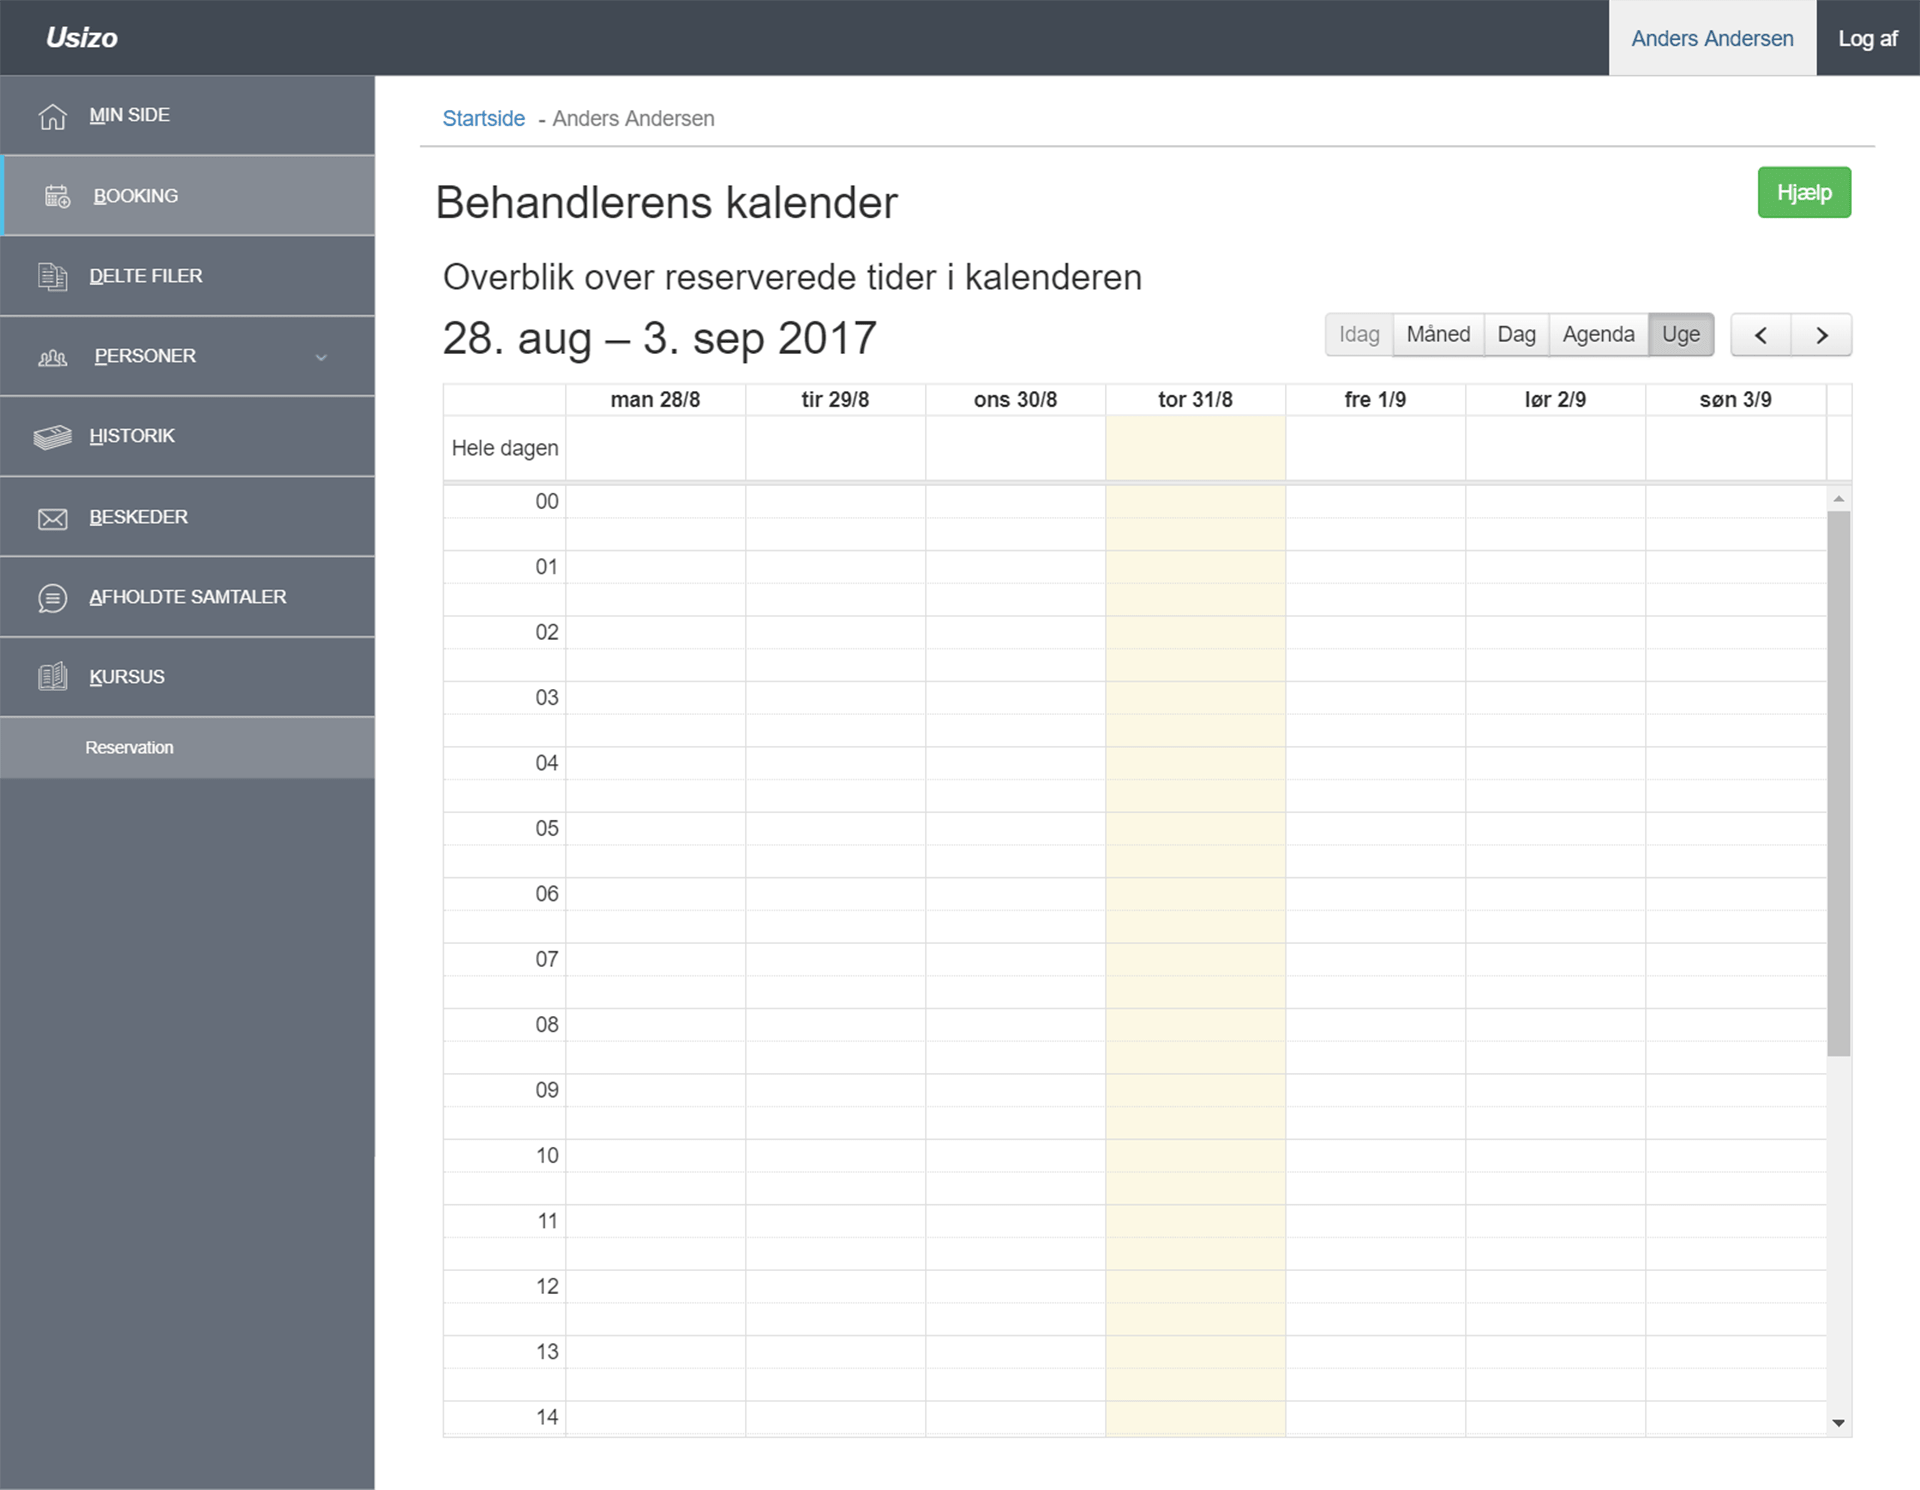 Usizo
Anders Andersen
Log af
MIN SIDE
BOOKING
DELTE FILER
PERSONER
HISTORIK
BESKEDER
AFHOLDTE SAMTALER
KURSUS
Reservation
Startside - Anders Andersen
Behandlerens kalender
Hjælp
Overblik over reserverede tider i kalenderen
28. aug – 3. sep 2017
Idag Måned Dag Agenda Uge
man 28/8 tir 29/8 ons 30/8 tor 31/8 fre 1/9 lør 2/9 søn 3/9
Hele dagen
00
01
02
03
04
05
06
07
08
09
10
11
12
13
14